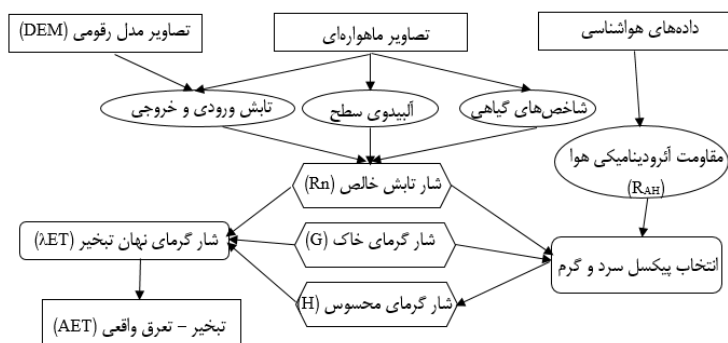 داده‌های هواشناسی
تصاویر ماهواره‌ای
تصاویر مدل رقومی (DEM)
شاخص‌های گیاهی
آلبیدوی سطح
تابش ورودی و خروجی
مقاومت آئرودینامیکی هوا
(RAH)
شار تابش خالص (Rn)
شار گرمای خاک (G)
شار گرمای نهان تبخیر (λET)
انتخاب پیکسل سرد و گرم
شار گرمای محسوس (H)
تبخیر – تعرق واقعی (AET)